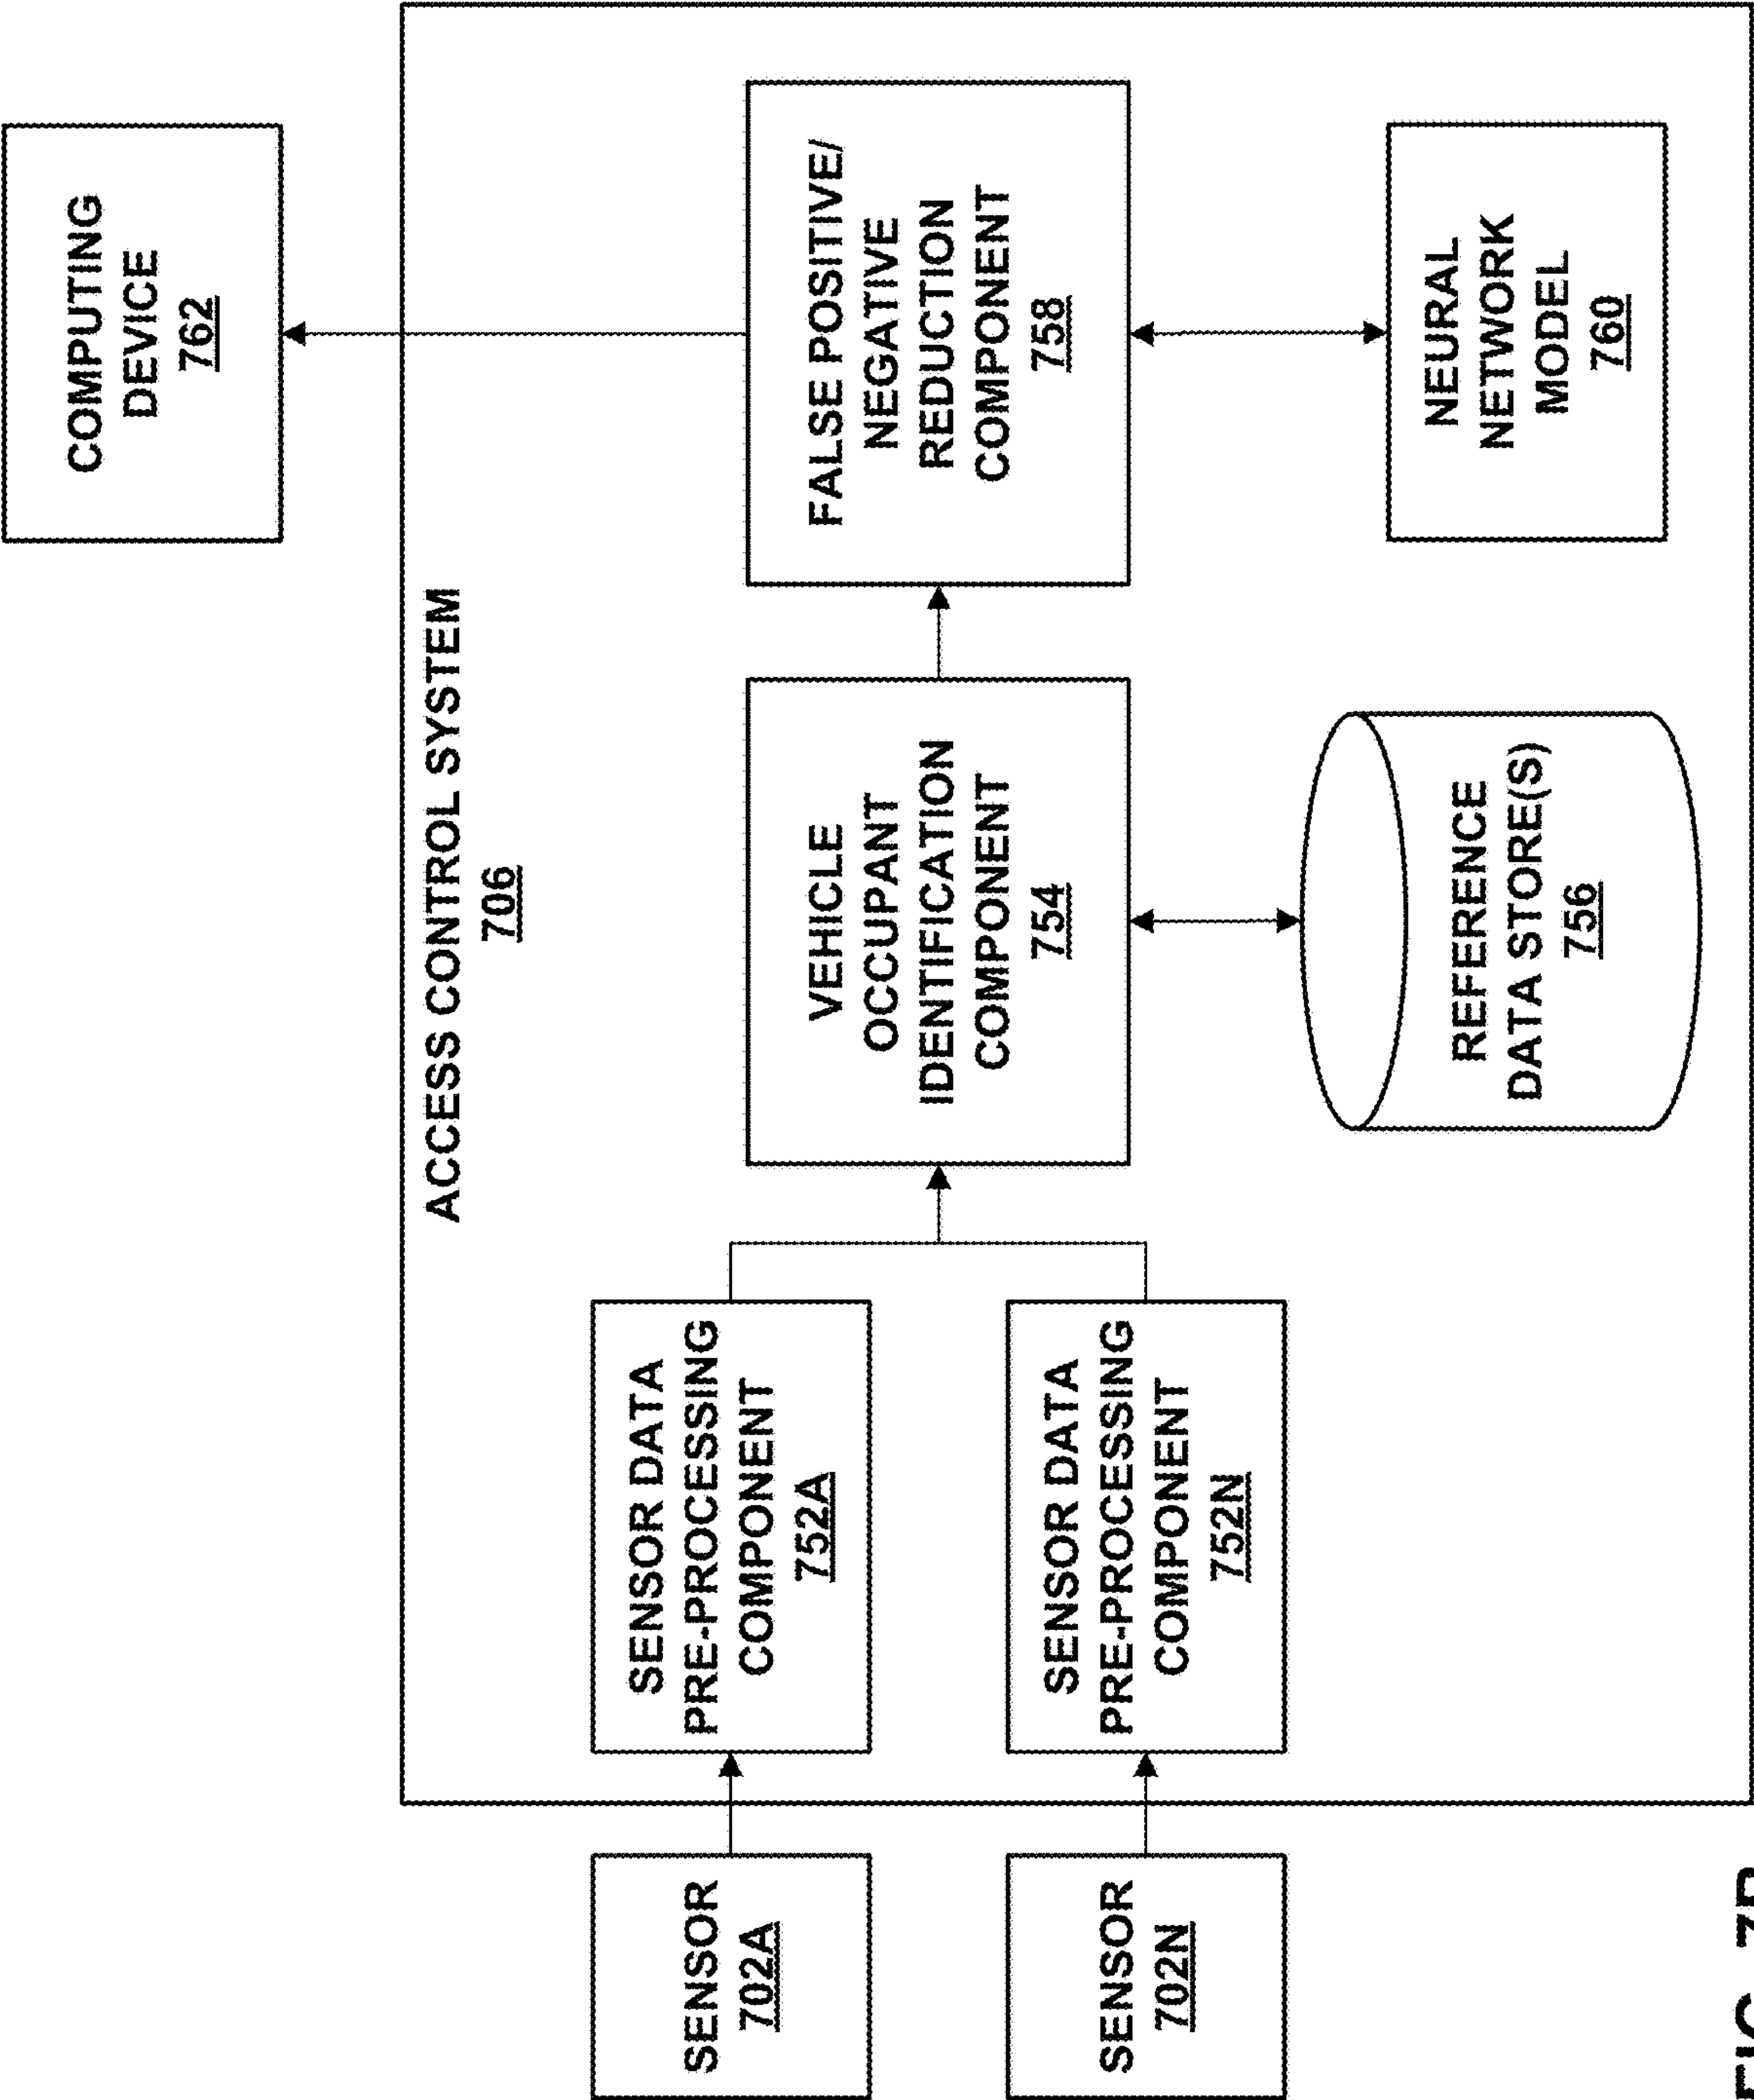 COMPUTING
DEVICE
762
ACCESS CONTROL SYSTEM
706
SENSOR
702A
SENSOR DATA
PRE-PROCESSING
COMPONENT
752A
SENSOR
702N
SENSOR DATA
PRE-PROCESSING
COMPONENT
752N
VEHICLE
OCCUPANT
IDENTIFICATION
COMPONENT
754
FALSE POSITIVE/
NEGATIVE
REDUCTION
COMPONENT
758
REFERENCE
DATA STORE(S)
756
NEURAL
NETWORK
MODEL
760